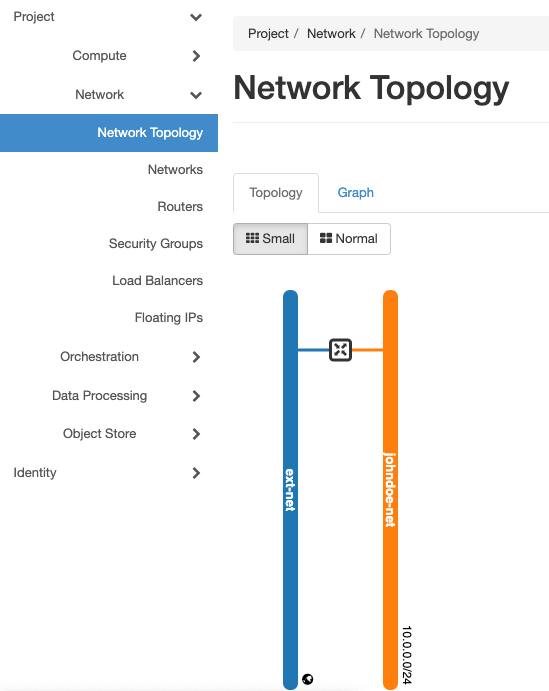 Project
Compute
Network
Network Topology
Networks
Routers
Security Groups
Load Balancers
Floating IPs
Orchestration
Data Processing
Object Store
Identity
Project / Network / Network Topology
Network Topology
Topology Graph
Small Normal
ext-net
johndoe-net
10.0.0.0/24